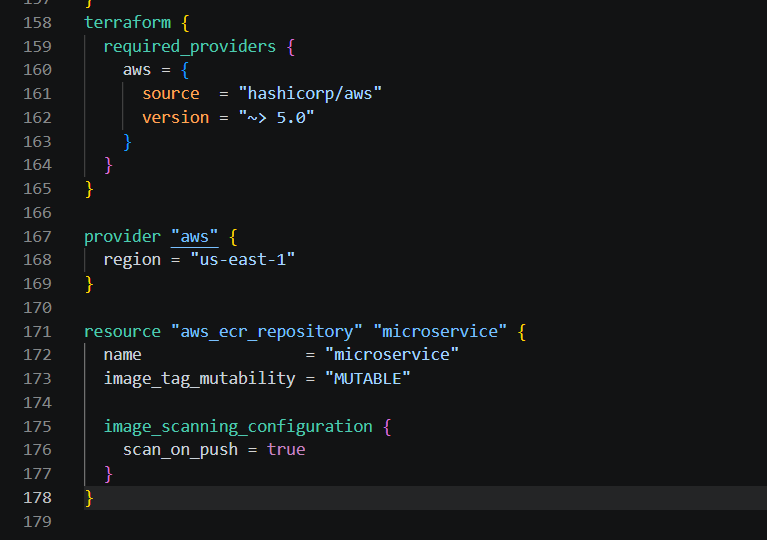 157 }
158 terraform {
159   required_providers {
160     aws = {
161       source  = "hashicorp/aws"
162       version = "~> 5.0"
163     }
164   }
165 }
166
167 provider "aws" {
168   region = "us-east-1"
169 }
170
171 resource "aws_ecr_repository" "microservice" {
172   name                 = "microservice"
173   image_tag_mutability = "MUTABLE"
174
175   image_scanning_configuration {
176     scan_on_push = true
177   }
178 }
179